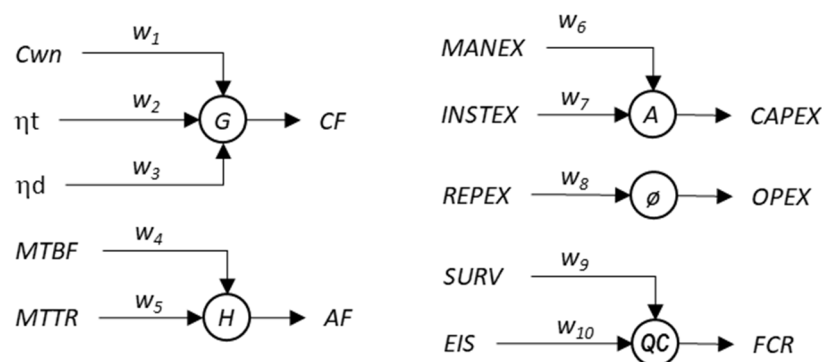 Cwn w1
ηt w2 G CF
ηd w3
MTBF w4
MTTR w5 H AF
MANEX w6
INSTEX w7 A CAPEX
REPEX w8 ø OPEX
SURV w9
EIS w10 QC FCR